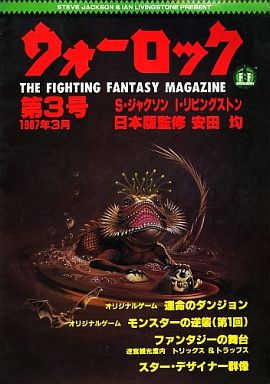 STEVE JACKSON & IAN LIVINGSTONE PRESENT
ウォーロック
THE FIGHTING FANTASY MAGAZINE
FF
第3号
1987年3月
S・ジャクソン I・リビングストン
日本版監修 安田 均
オリジナルゲーム 運命のダンジョン
オリジナルゲーム モンスターの逆襲(第1回)
ファンタジーの舞台
迷宮観光案内 トリックス & トラップス
スター・デザイナー群像